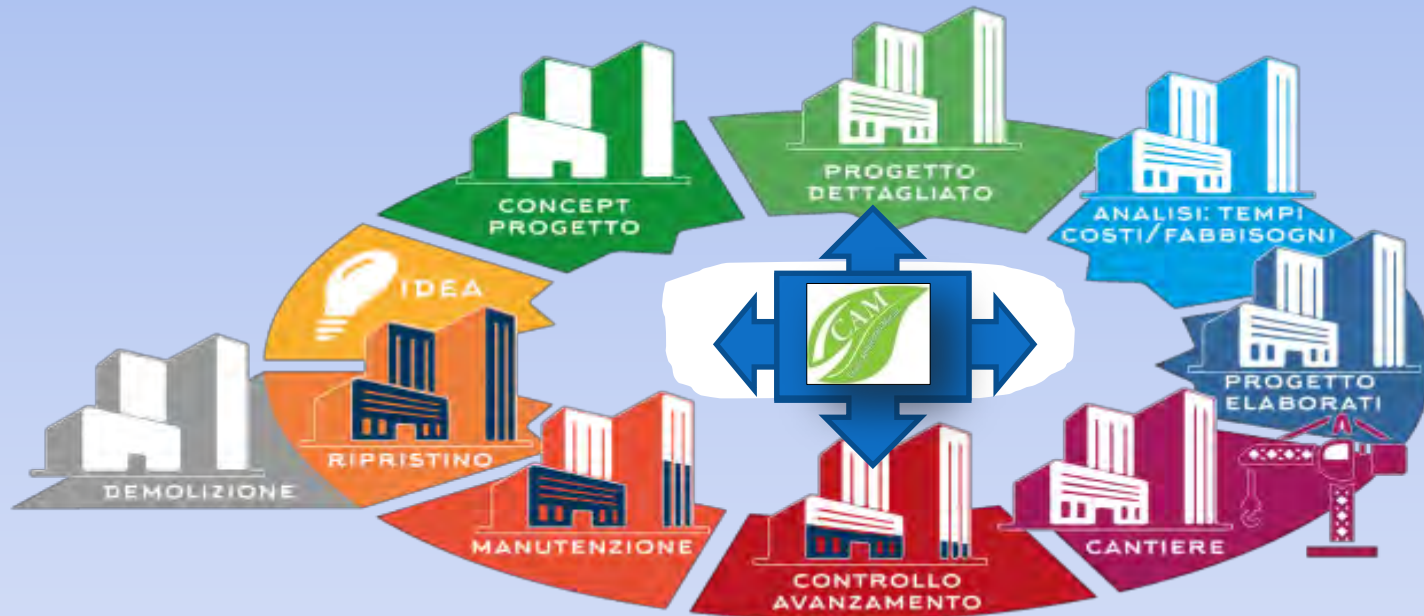 CONCEPT
PROGETTO
PROGETTO
DETTAGLIATO
ANALISI: TEMPI
COSTI/FABBISOGNI
PROGETTO
ELABORATI
CANTIERE
CONTROLLO
AVANZAMENTO
MANUTENZIONE
RIPRISTINO
DEMOLIZIONE
IDEA
CAM